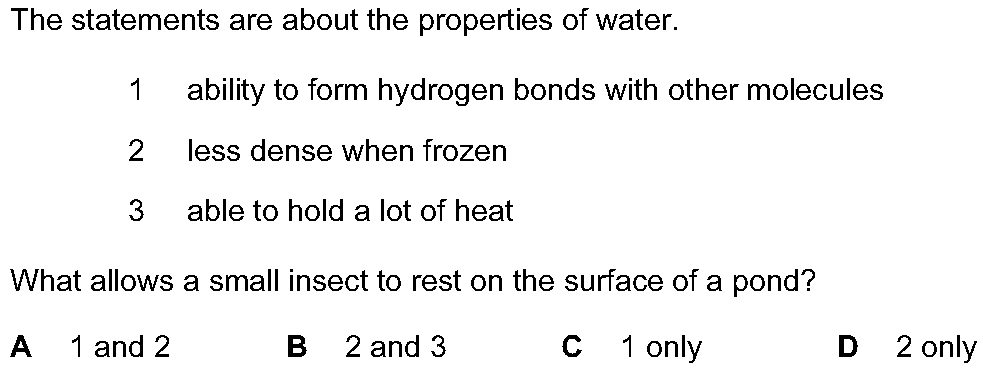 The statements are about the properties of water.
1 ability to form hydrogen bonds with other molecules
2 less dense when frozen
3 able to hold a lot of heat
What allows a small insect to rest on the surface of a pond?
A 1 and 2 B 2 and 3 C 1 only D 2 only